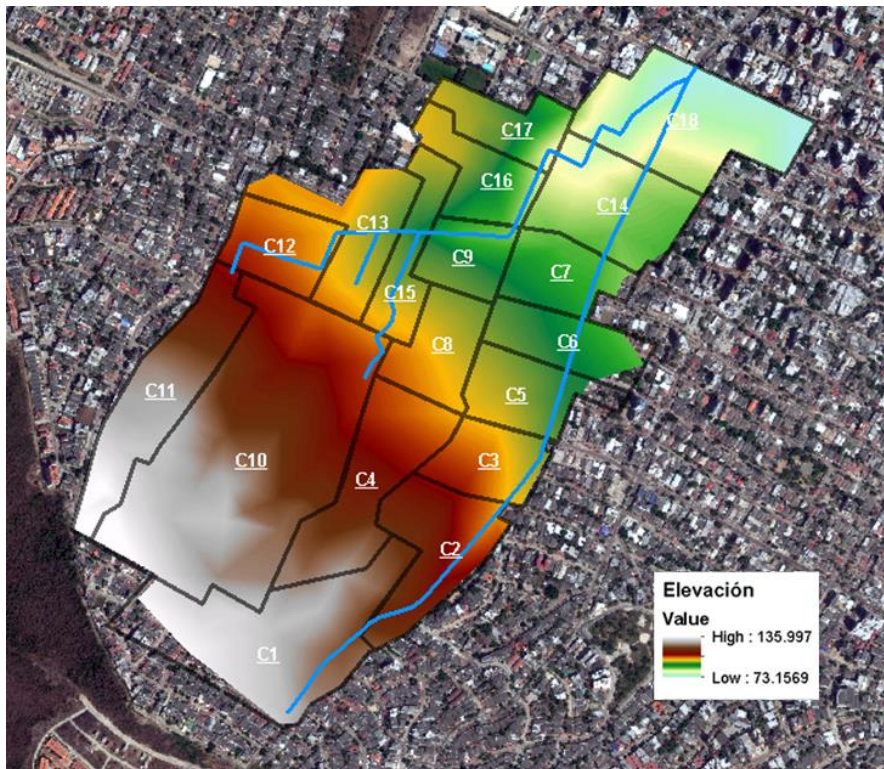 C17
C18
C16
C14
C13
C12
C9
C7
C15
C6
C8
C11
C5
C10
C3
C4
C2
C1
Elevación
Value
High : 135.997
Low : 73.1569